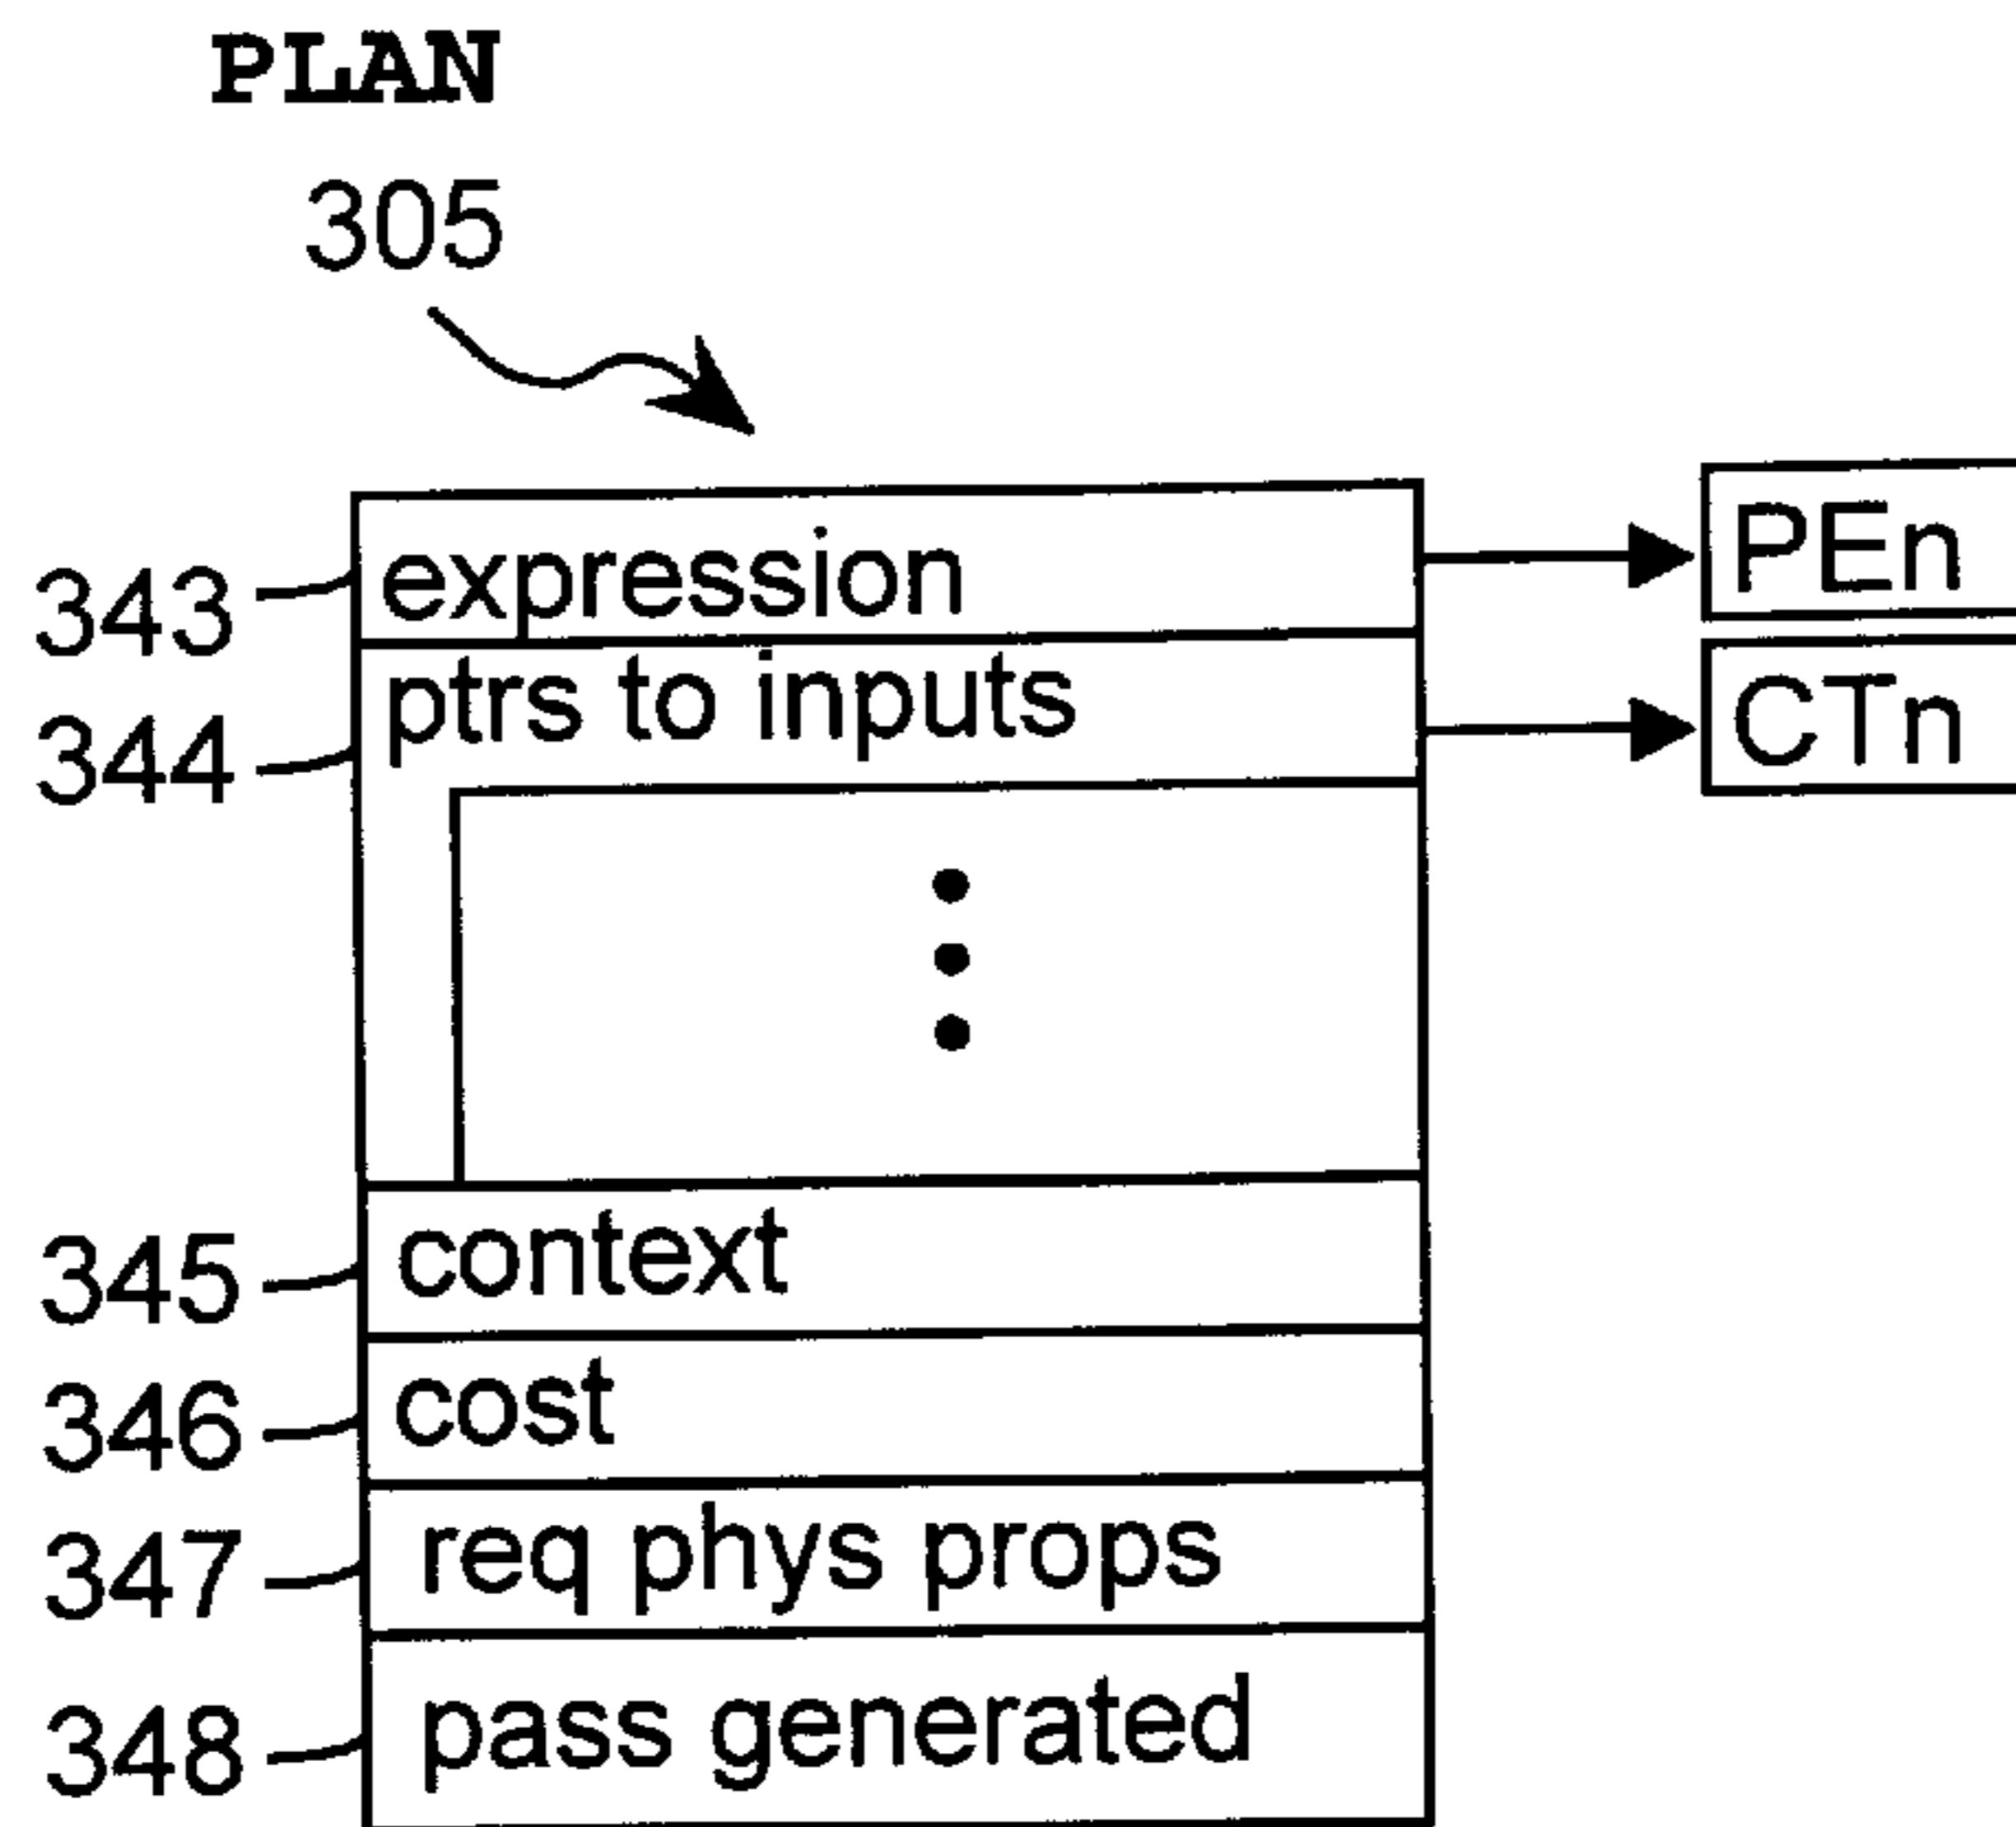 PLAN
305
343 expression PEn
344 ptrs to inputs CTn
345 context
346 cost
347 req phys props
348 pass generated